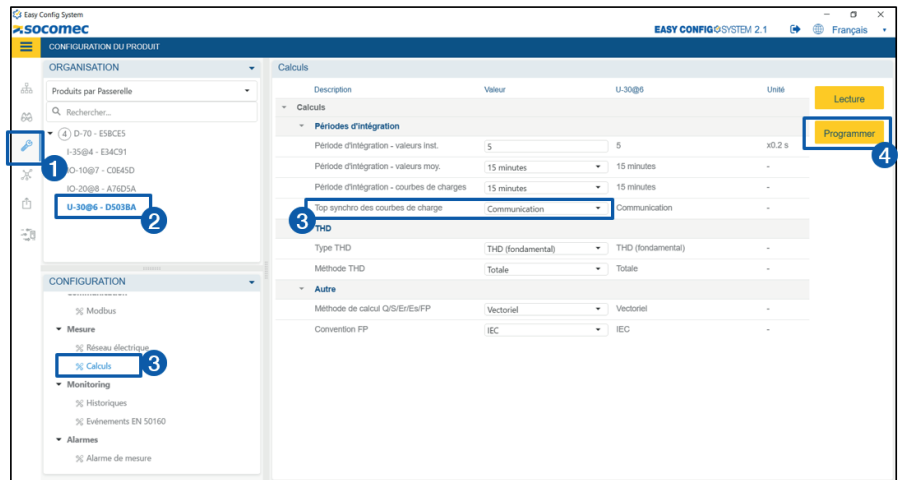 Easy Config System
socomec
EASY CONFIG SYSTEM 2.1 Français
CONFIGURATION DU PRODUIT
ORGANISATION
Produits par Passerelle
Rechercher...
4 D-70 - E5BCE5
I-35@4 - E34C91
IO-10@7 - C0E45D
IO-20@8 - A76D5A
U-30@6 - D503BA
1
2
CONFIGURATION
Communication
Modbus
Mesure
Réseau électrique
Calculs
3
Monitoring
Historiques
Evénements EN 50160
Alarmes
Alarme de mesure
Calculs
Description Valeur U-30@6 Unité
Calculs
Périodes d'intégration
Période d'intégration - valeurs inst. 5 5 x0.2 s
Période d'intégration - valeurs moy. 15 minutes 15 minutes -
Période d'intégration - courbes de charges 15 minutes 15 minutes -
3 Top synchro des courbes de charge Communication Communication -
THD
Type THD THD (fondamental) THD (fondamental) -
Méthode THD Totale Totale -
Autre
Méthode de calcul Q/S/Er/Es/FP Vectoriel Vectoriel -
Convention FP IEC IEC -
Lecture
Programmer
4